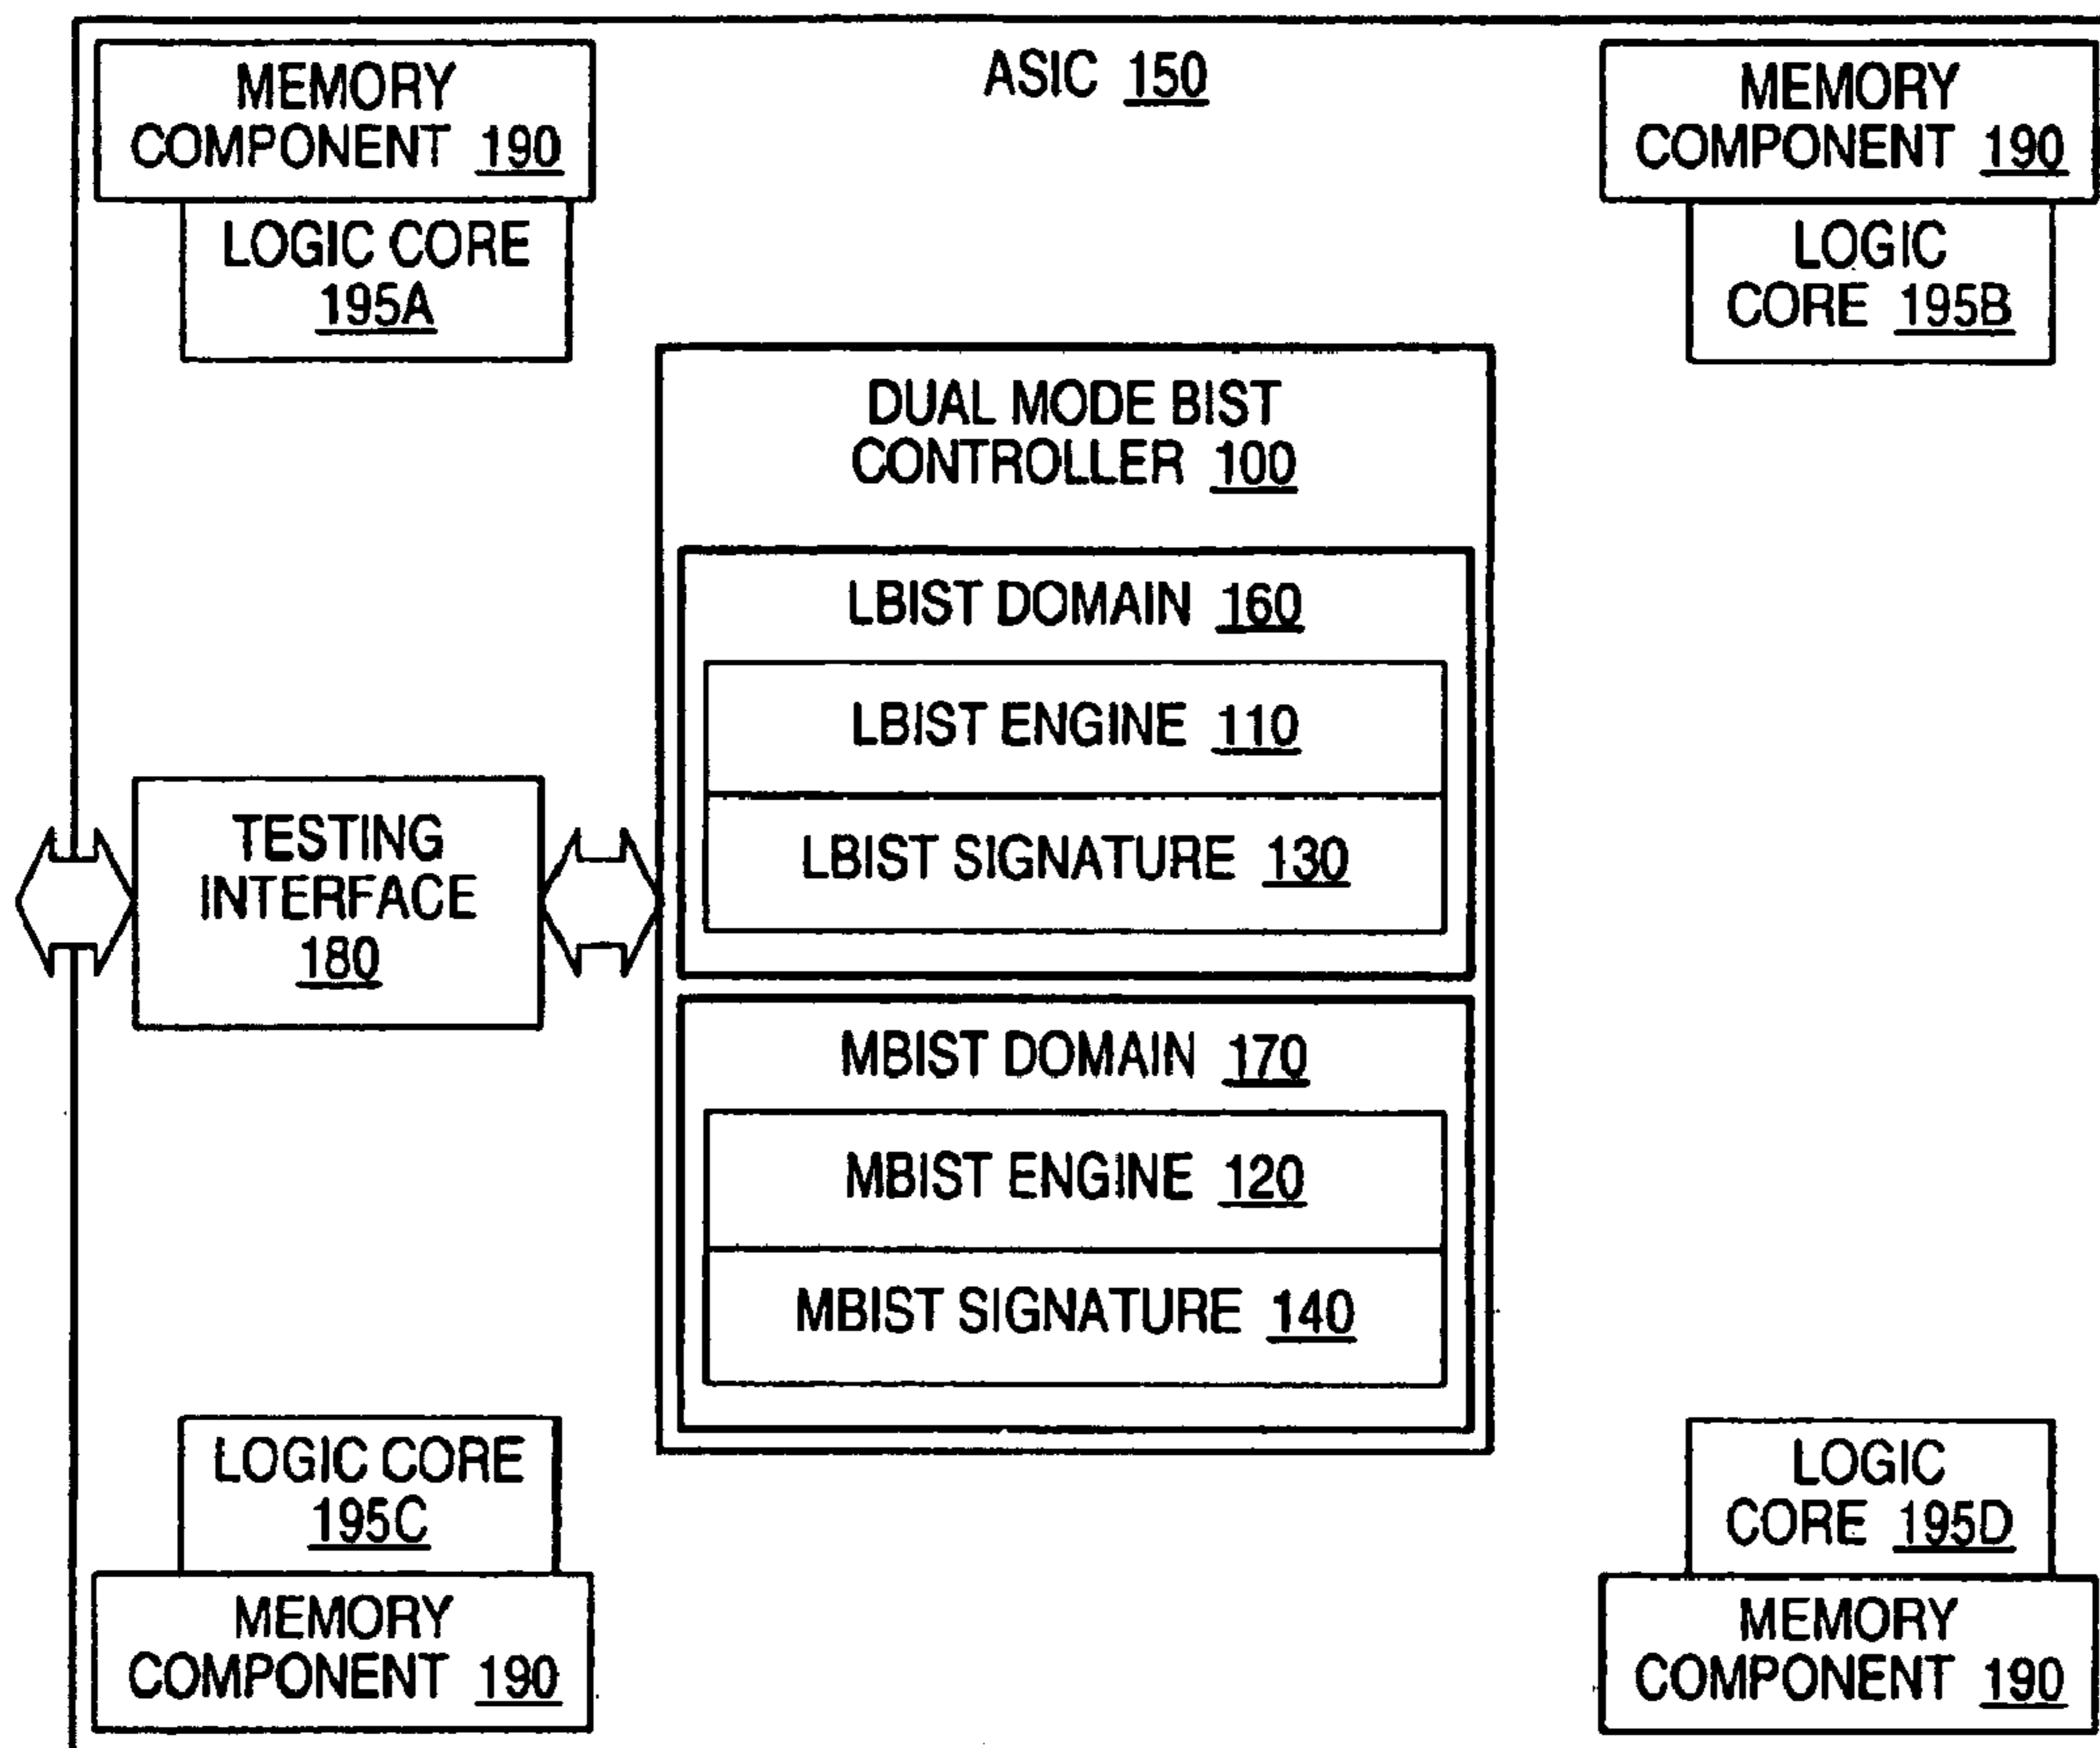 ASIC 150
MEMORY
COMPONENT 190
LOGIC CORE
195A
MEMORY
COMPONENT 190
LOGIC
CORE 195B
DUAL MODE BIST
CONTROLLER 100
LBIST DOMAIN 160
LBIST ENGINE 110
LBIST SIGNATURE 130
TESTING
INTERFACE
180
MBIST DOMAIN 170
MBIST ENGINE 120
MBIST SIGNATURE 140
LOGIC CORE
195C
MEMORY
COMPONENT 190
LOGIC
CORE 195D
MEMORY
COMPONENT 190